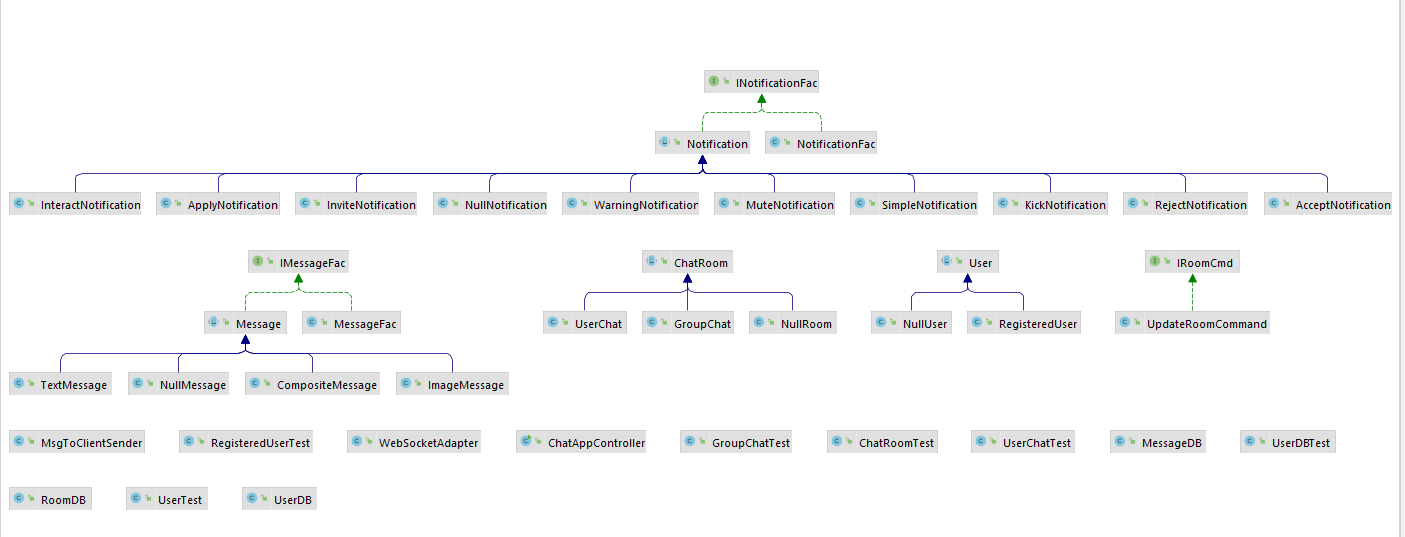 INotificationFac
Notification NotificationFac
InteractNotification ApplyNotification InviteNotification NullNotification WarningNotification MuteNotification SimpleNotification KickNotification RejectNotification AcceptNotification
IMessageFac ChatRoom User IRoomCmd
Message MessageFac UserChat GroupChat NullRoom NullUser RegisteredUser UpdateRoomCommand
TextMessage NullMessage CompositeMessage ImageMessage
MsgToClientSender RegisteredUserTest WebSocketAdapter ChatAppController GroupChatTest ChatRoomTest UserChatTest MessageDB UserDBTest
RoomDB UserTest UserDB